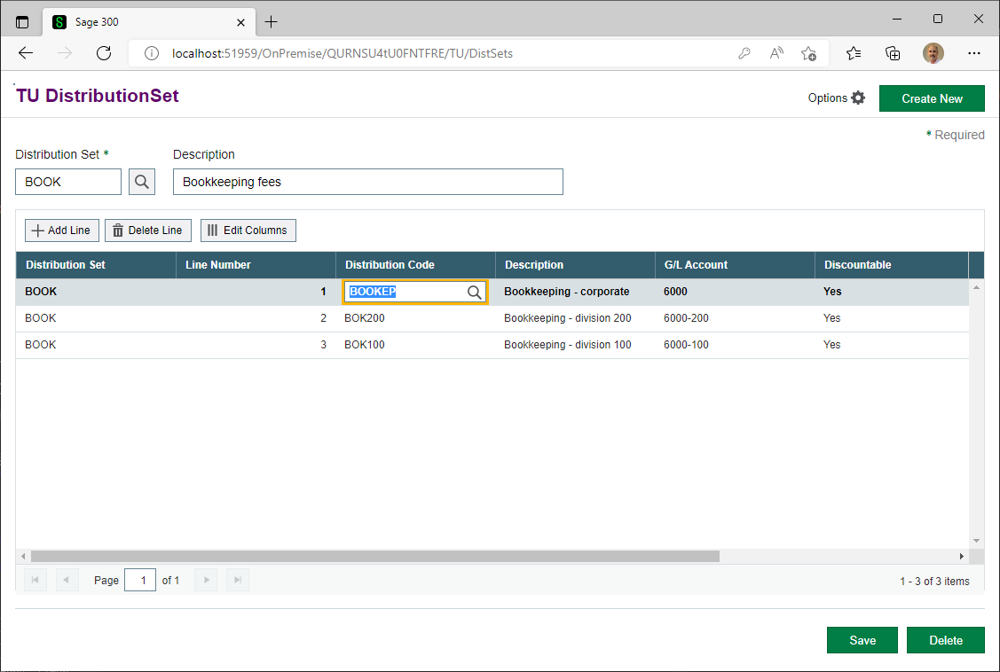 Sage 300
localhost:51959/OnPremise/QURNSU4tU0FNTFRE/TU/DistSets
TU DistributionSet
Options
Create New
* Required
Distribution Set *
Description
BOOK
Bookkeeping fees
Add Line
Delete Line
Edit Columns
Distribution Set Line Number Distribution Code Description G/L Account Discountable
BOOK 1 BOOKEP Bookkeeping - corporate 6000 Yes
BOOK 2 BOK200 Bookkeeping - division 200 6000-200 Yes
BOOK 3 BOK100 Bookkeeping - division 100 6000-100 Yes
Page 1 of 1
1 - 3 of 3 items
Save
Delete